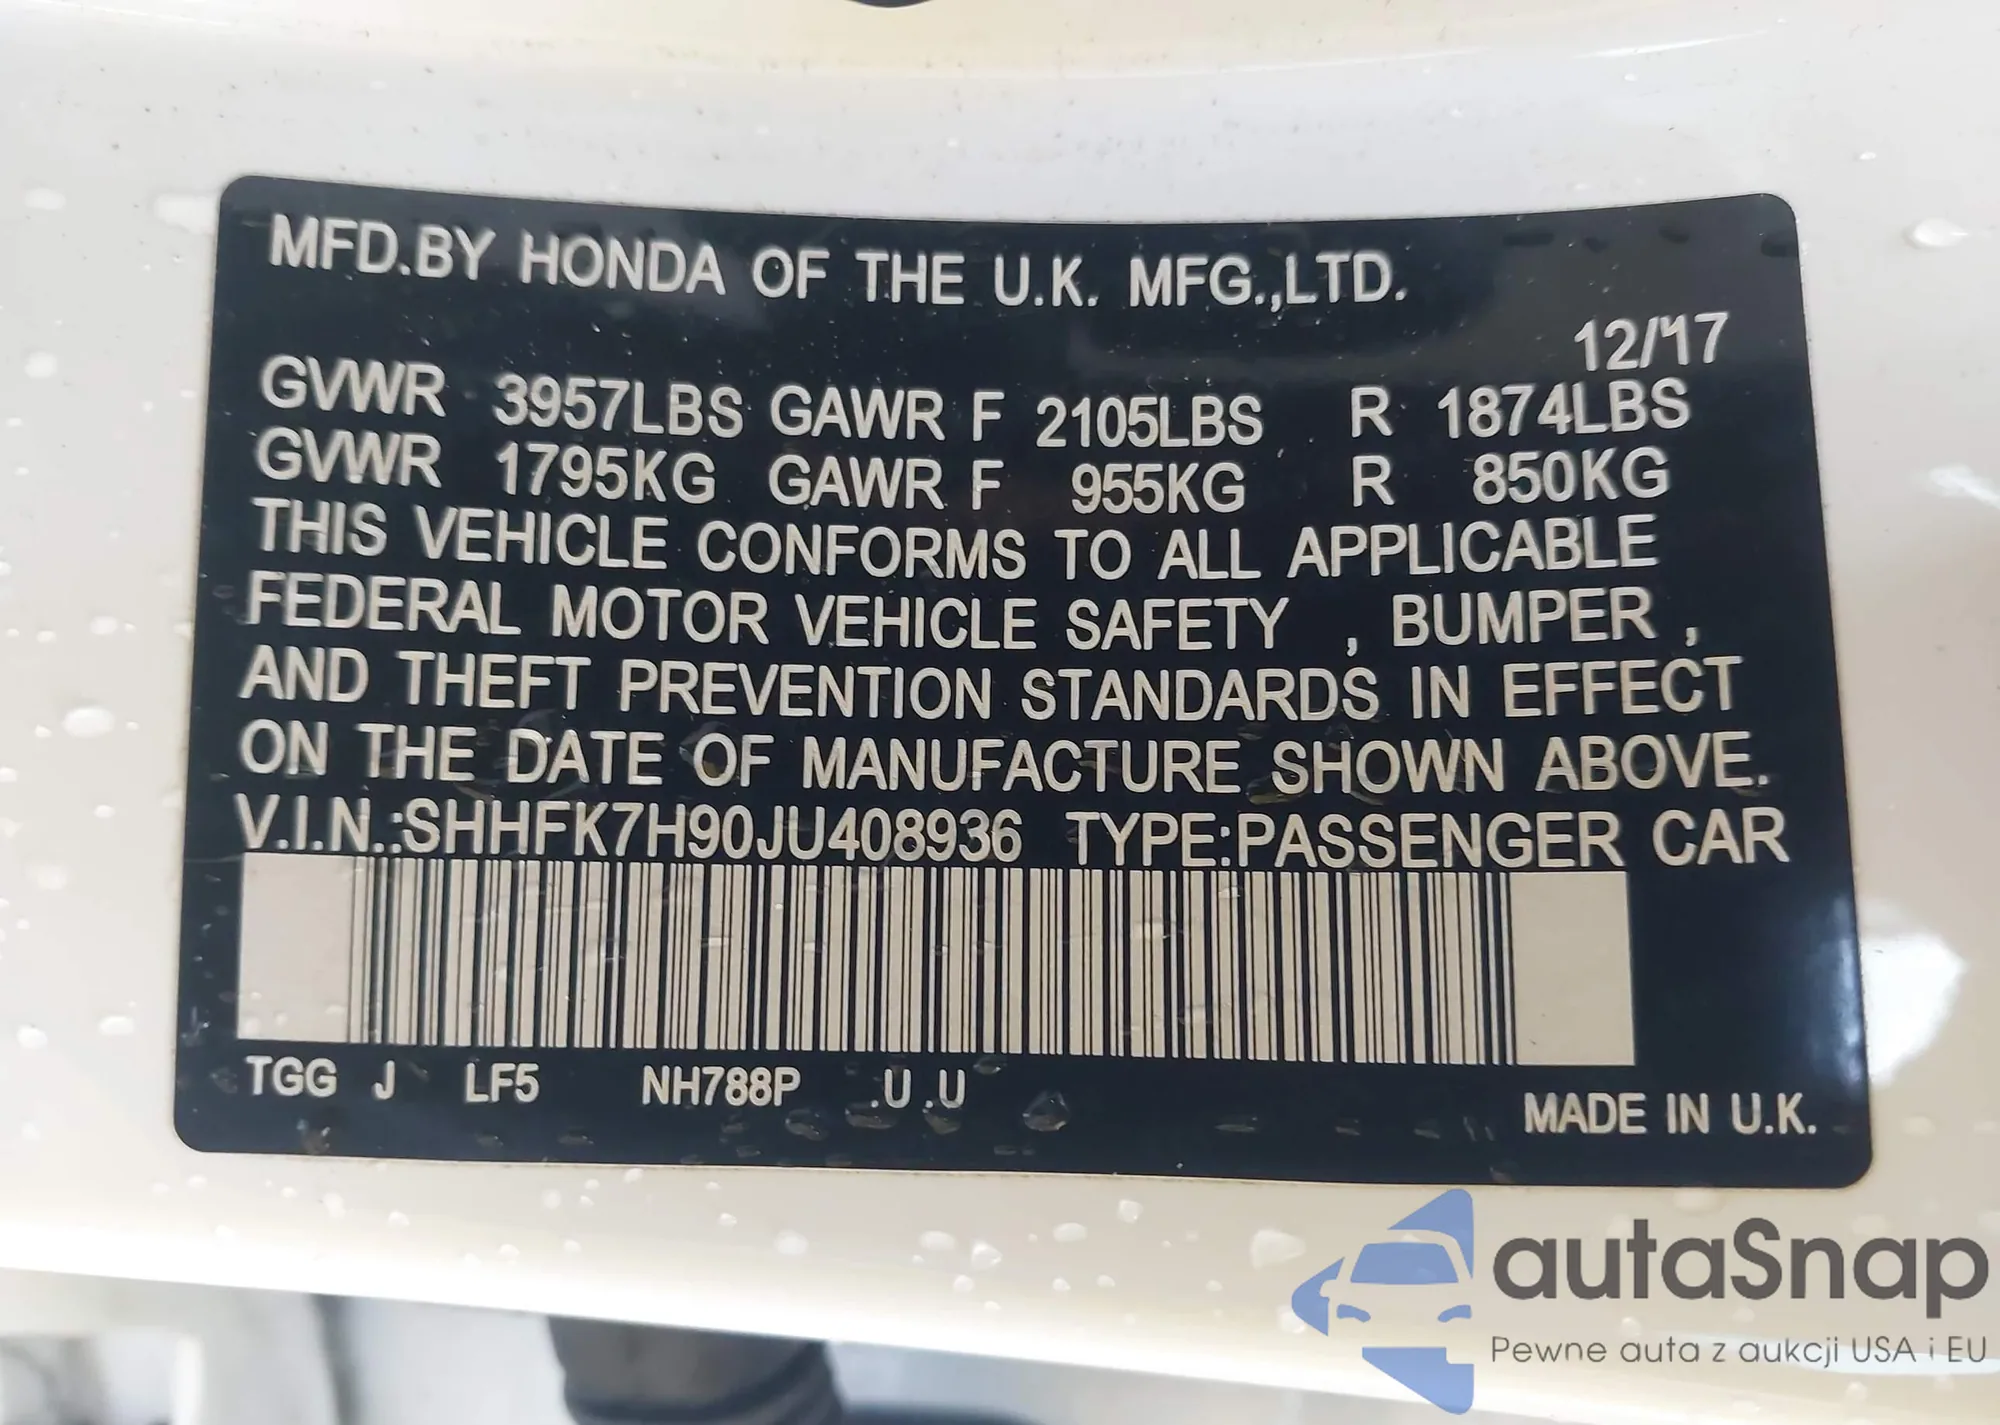 MFD.BY HONDA OF THE U.K. MFG.,LTD.
12/17
GVWR 3957LBS GAWR F 2105LBS R 1874LBS
GVWR 1795KG GAWR F 955KG R 850KG
THIS VEHICLE CONFORMS TO ALL APPLICABLE
FEDERAL MOTOR VEHICLE SAFETY , BUMPER ,
AND THEFT PREVENTION STANDARDS IN EFFECT
ON THE DATE OF MANUFACTURE SHOWN ABOVE.
V.I.N.:SHHFK7H90JU408936 TYPE:PASSENGER CAR
TGG J LF5 NH788P .U .U
MADE IN U.K.
autaSnap
Pewne auta z aukcji USA i EU